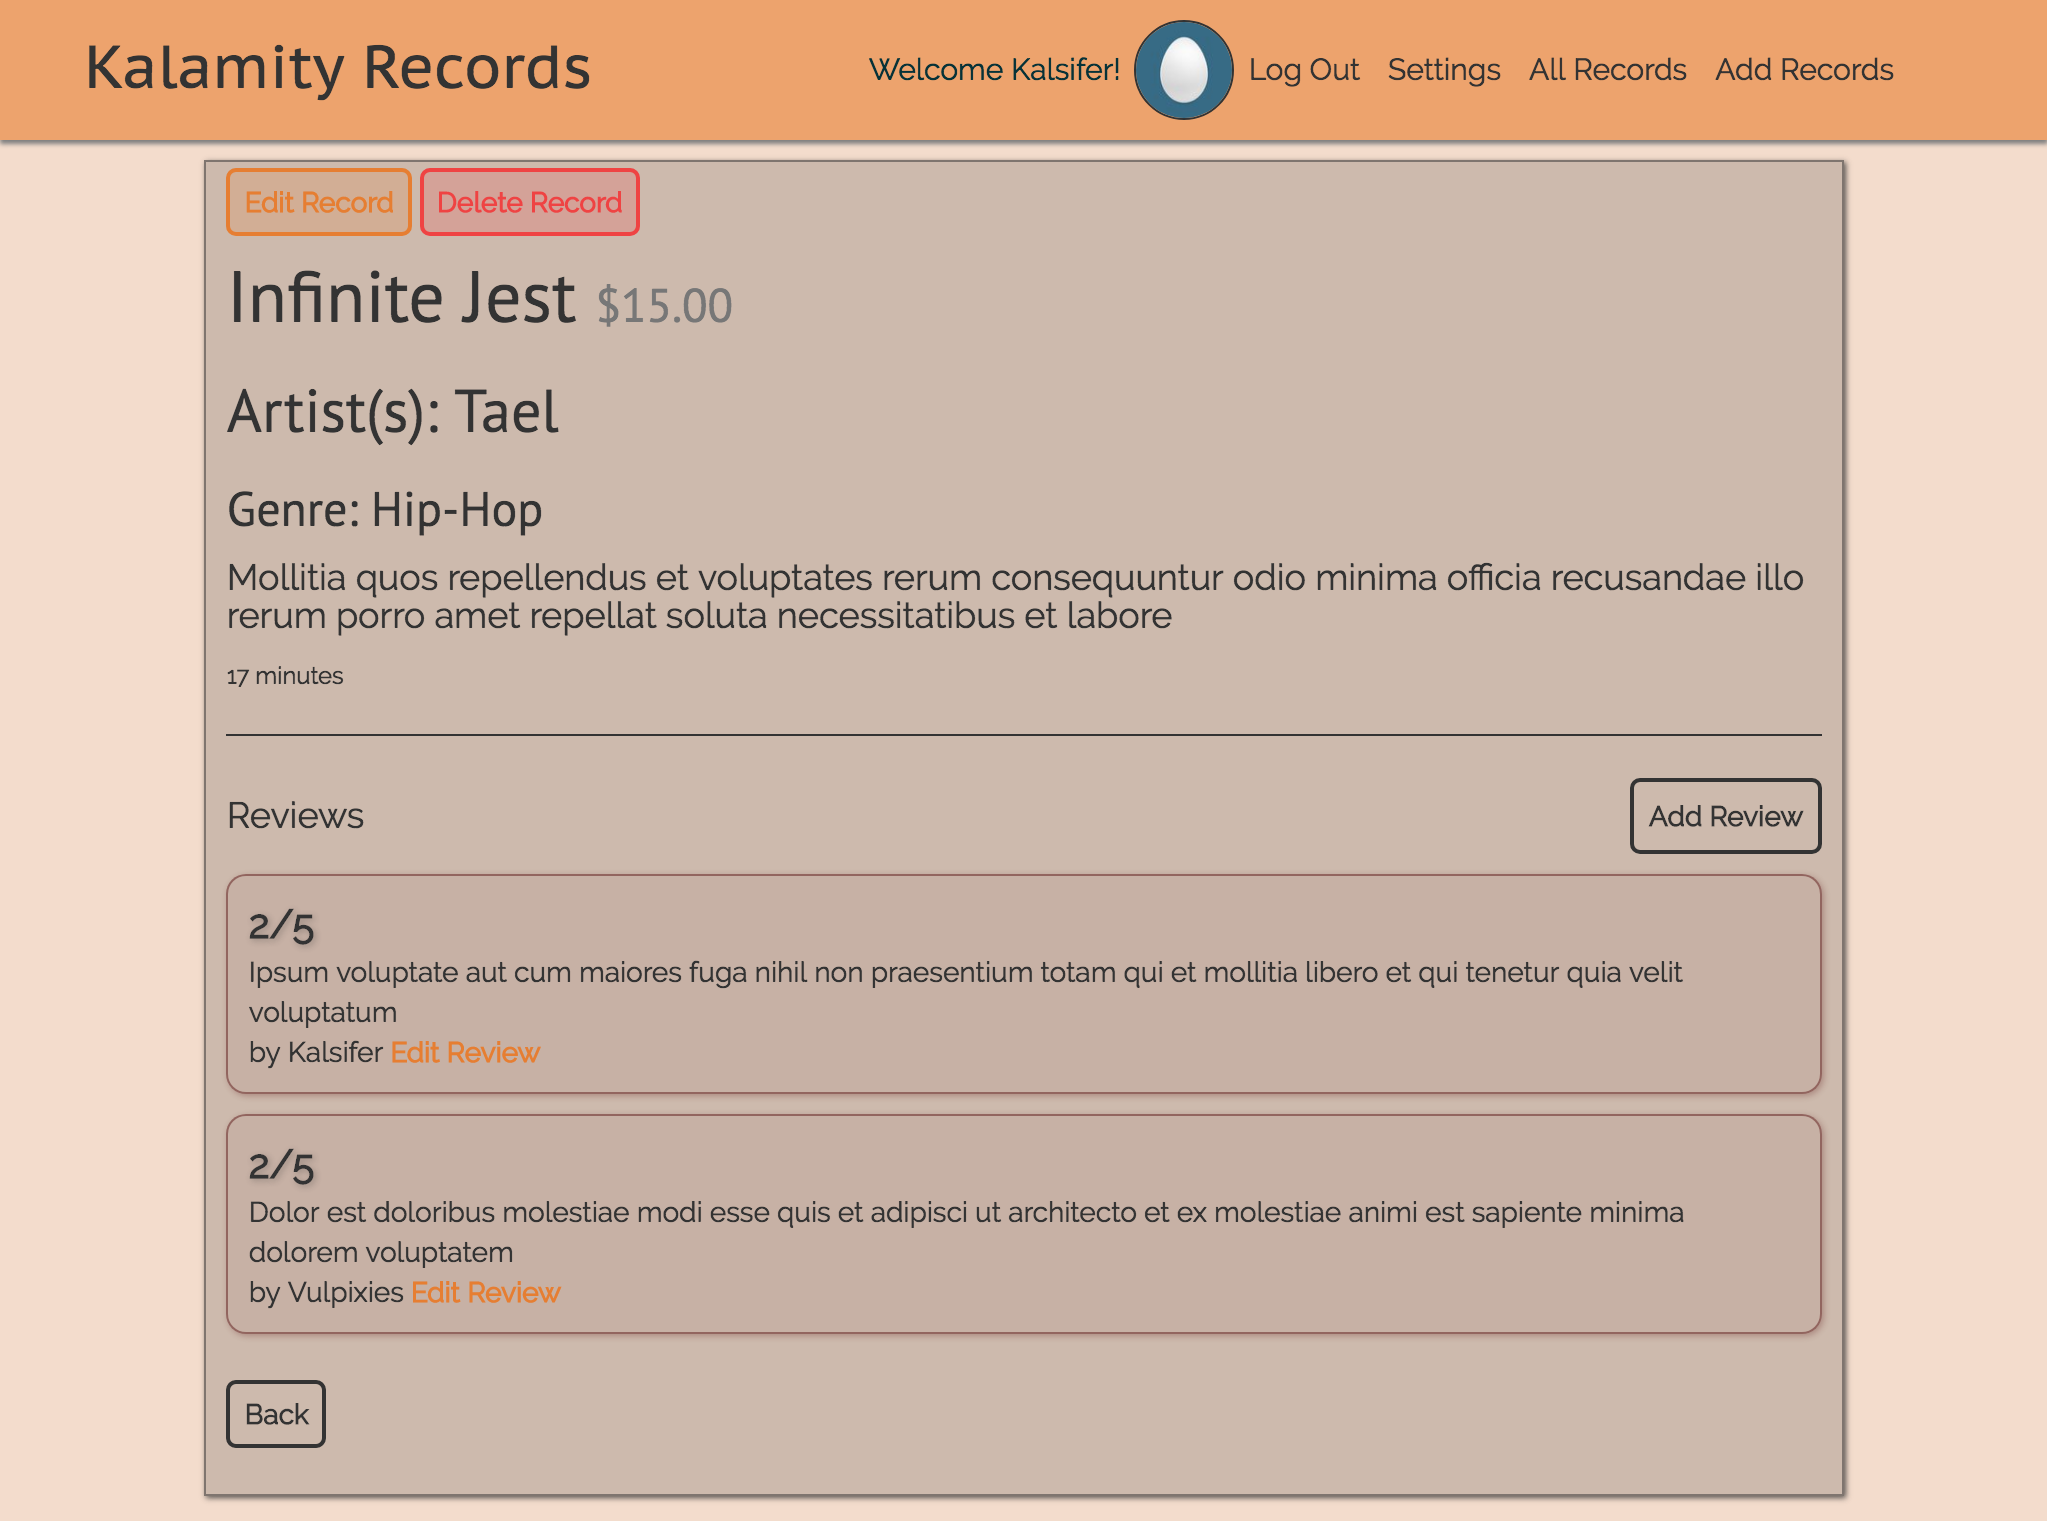 Kalamity Records
Welcome Kalsifer! Log Out Settings All Records Add Records
Edit Record Delete Record
Infinite Jest $15.00
Artist(s): Tael
Genre: Hip-Hop
Mollitia quos repellendus et voluptates rerum consequuntur odio minima officia recusandae illo
rerum porro amet repellat soluta necessitatibus et labore
17 minutes
Reviews
Add Review
2/5
Ipsum voluptate aut cum maiores fuga nihil non praesentium totam qui et mollitia libero et qui tenetur quia velit
voluptatum
by Kalsifer Edit Review
2/5
Dolor est doloribus molestiae modi esse quis et adipisci ut architecto et ex molestiae animi est sapiente minima
dolorem voluptatem
by Vulpixies Edit Review
Back